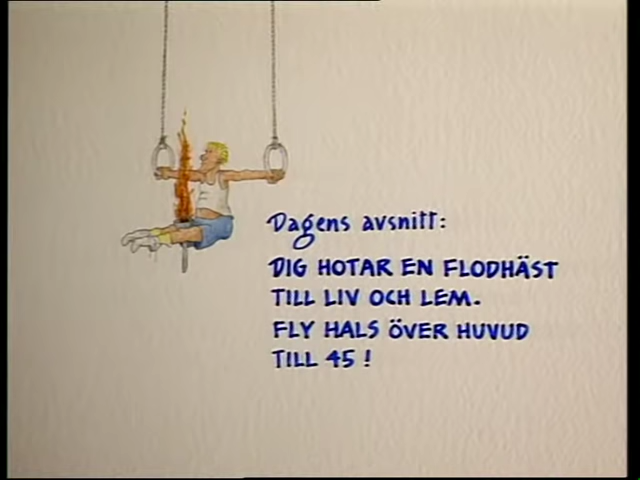 Dagens avsnitt:
DIG HOTAR EN FLODHÄST
TILL LIV OCH LEM.
FLY HALS ÖVER HUVUD
TILL 45!